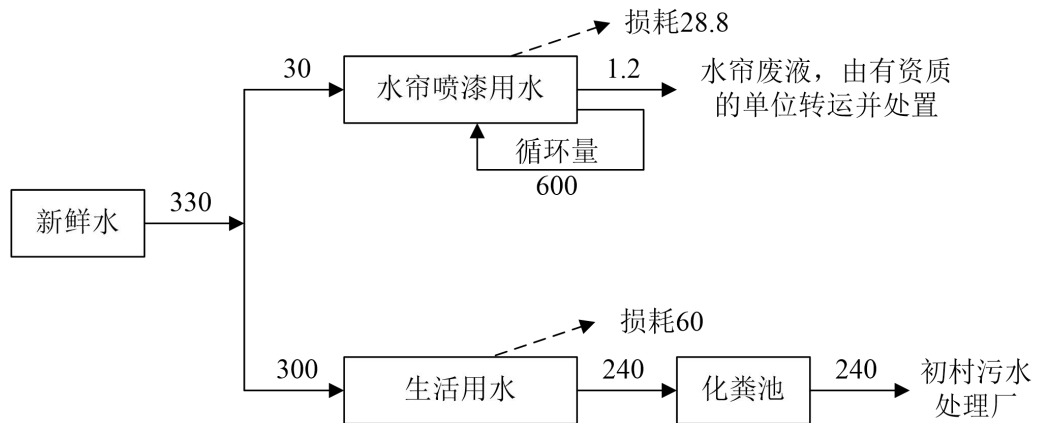 损耗28.8
30
水帘喷漆用水
1.2
水帘废液，由有资质
的单位转运并处置
循环量
600
新鲜水
330
损耗60
300
生活用水
240
化粪池
240
初村污水
处理厂